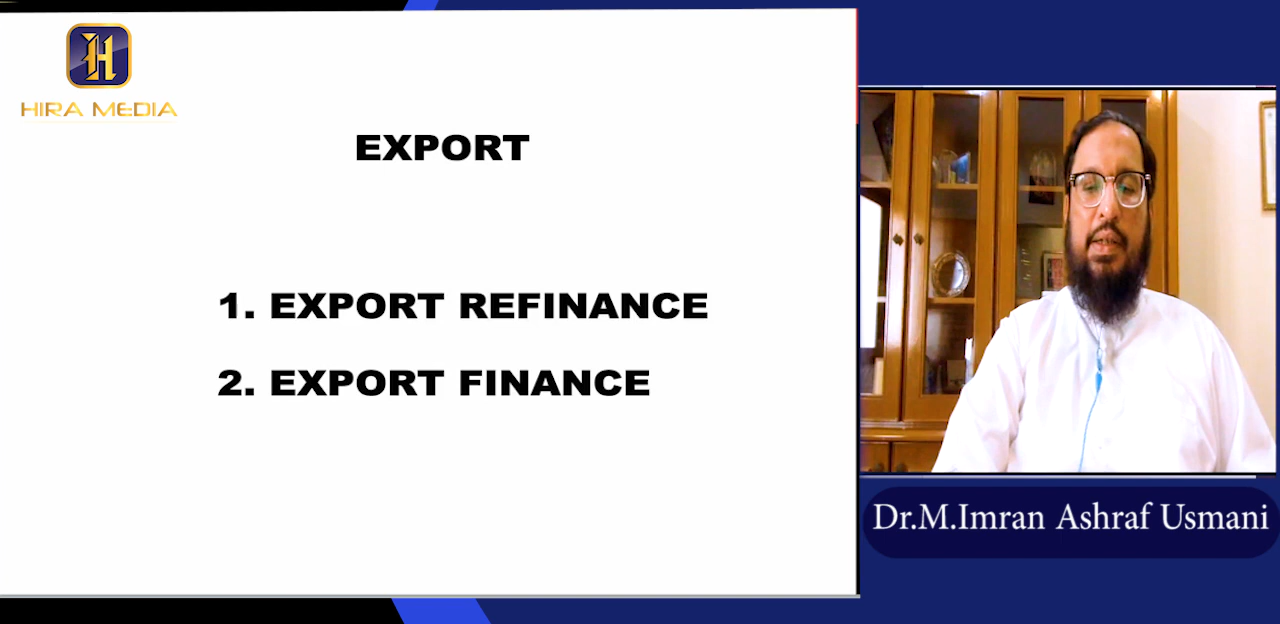 HIRA MEDIA
EXPORT
1. EXPORT REFINANCE
2. EXPORT FINANCE
Dr.M.Imran Ashraf Usmani